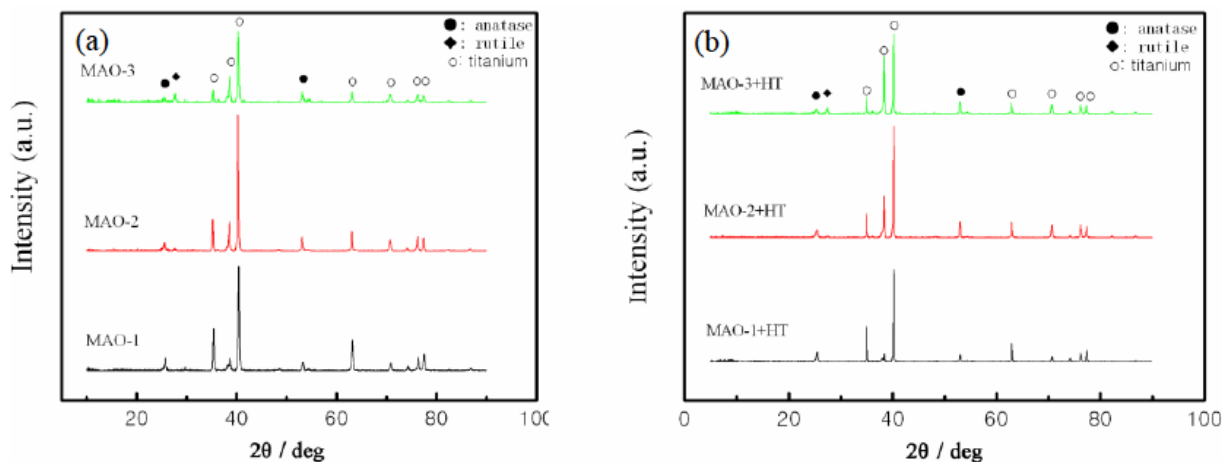 (a)
●: anatase
◆: rutile
○: titanium
MAO-3
MAO-2
MAO-1
Intensity (a.u.)
20 40 60 80 100
2θ / deg
(b)
●: anatase
◆: rutile
○: titanium
MAO-3+HT
MAO-2+HT
MAO-1+HT
Intensity (a.u.)
0 20 40 60 80 100
2θ / deg